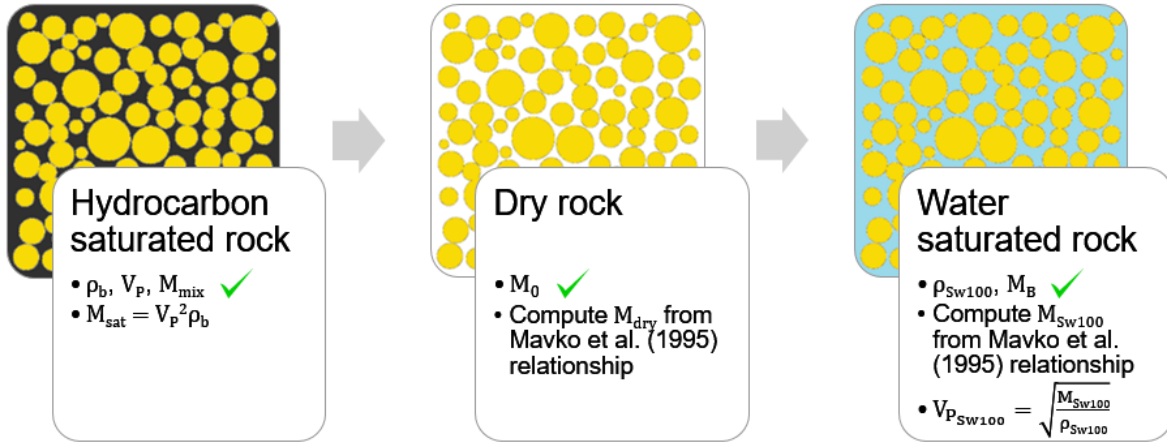 Hydrocarbon
saturated rock
• ρb, VP, Mmix ✓
• Msat = VP²ρb
Dry rock
• M0 ✓
• Compute Mdry from
Mavko et al. (1995)
relationship
Water
saturated rock
• ρSw100, MB ✓
• Compute MSw100
from Mavko et al.
(1995) relationship
• VPSw100 = √(MSw100/ρSw100)